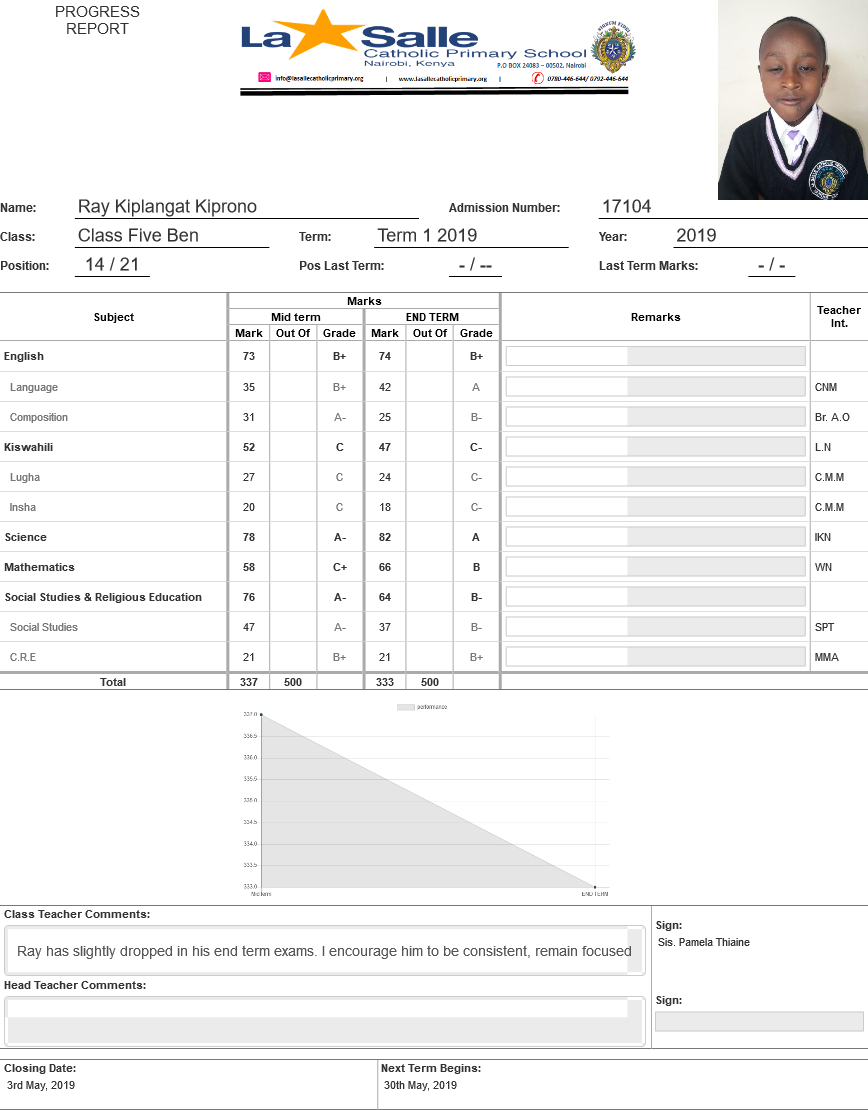 PROGRESS
REPORT
La Salle
Catholic Primary School
Nairobi, Kenya
P.O BOX 24083 – 00502, Nairobi
info@lasallecatholicprimary.org | www.lasallecatholicprimary.org | 0780-446-644/ 0792-446-644
Name: Ray Kiplangat Kiprono Admission Number: 17104
Class: Class Five Ben Term: Term 1 2019 Year: 2019
Position: 14 / 21 Pos Last Term: - / -- Last Term Marks: - / -
Subject Marks Remarks Teacher Int.
Mid term END TERM
Mark Out Of Grade Mark Out Of Grade
English 73 B+ 74 B+
Language 35 B+ 42 A CNM
Composition 31 A- 25 B- Br. A.O
Kiswahili 52 C 47 C- L.N
Lugha 27 C 24 C- C.M.M
Insha 20 C 18 C- C.M.M
Science 78 A- 82 A IKN
Mathematics 58 C+ 66 B WN
Social Studies & Religious Education 76 A- 64 B-
Social Studies 47 A- 37 B- SPT
C.R.E 21 B+ 21 B+ MMA
Total 337 500 333 500
performance
337.0
336.5
336.0
335.5
335.0
334.5
334.0
333.5
333.0
Mid term END TERM
Class Teacher Comments:
Ray has slightly dropped in his end term exams. I encourage him to be consistent, remain focused
Sign:
Sis. Pamela Thiaine
Head Teacher Comments:
Sign:
Closing Date: Next Term Begins:
3rd May, 2019 30th May, 2019